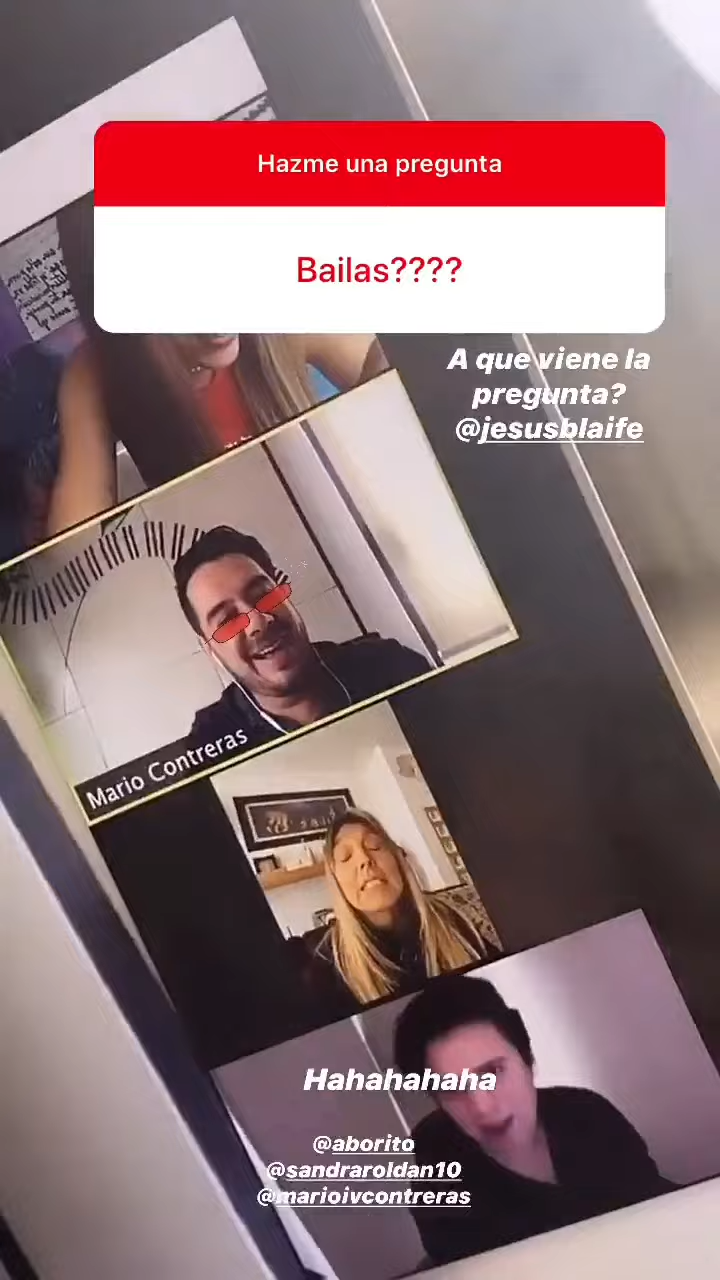 Hazme una pregunta
Bailas????
A que viene la
pregunta?
@jesusblaife
Mario Contreras
Hahahahaha
@aborito
@sandraroldan10
@marioivcontreras